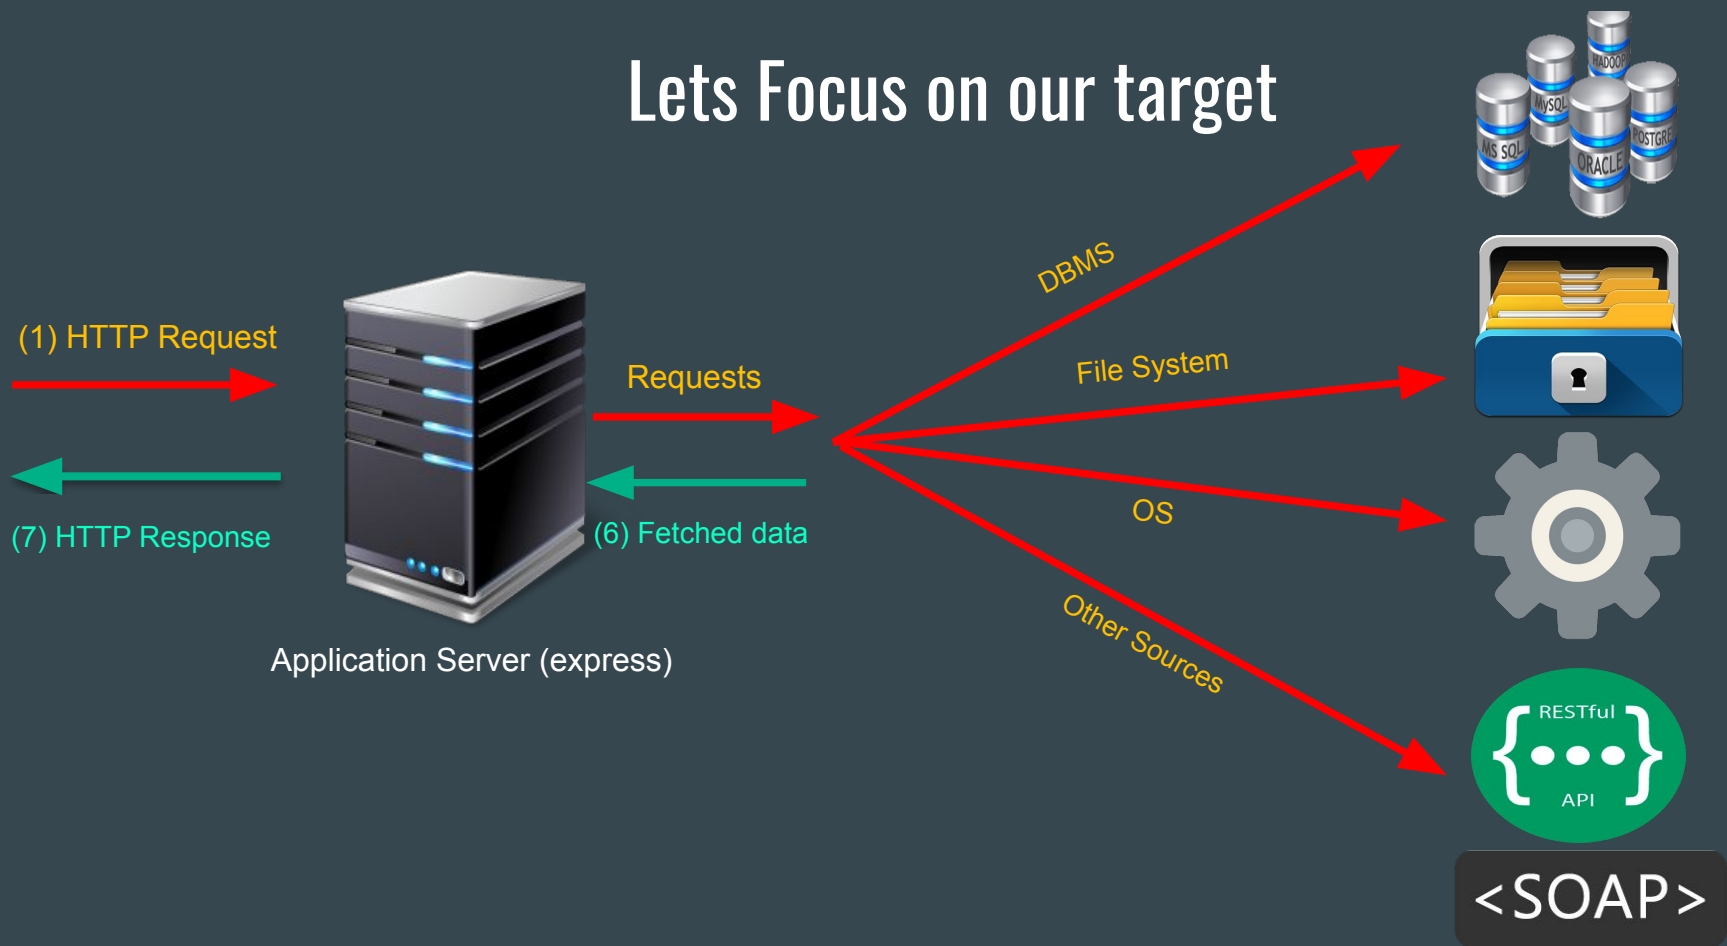 Lets Focus on our target
HADOOP
MySQL
MS SQL
ORACLE
POSTGRE
DBMS
(1) HTTP Request
File System
Requests
OS
(7) HTTP Response
(6) Fetched data
Other Sources
Application Server (express)
RESTful
{...}
API
<SOAP>